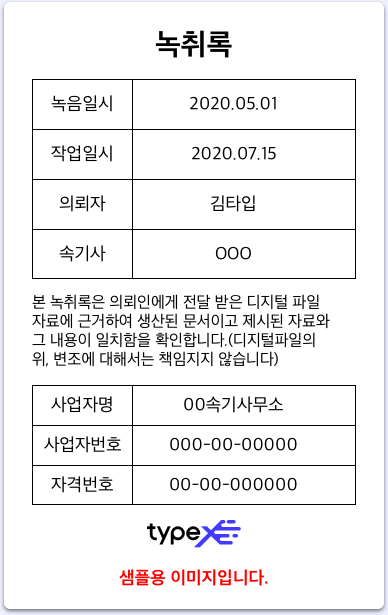 녹취록
녹음일시 2020.05.01
작업일시 2020.07.15
의뢰자 김타입
속기사 OOO
본 녹취록은 의뢰인에게 전달 받은 디지털 파일
자료에 근거하여 생산된 문서이고 제시된 자료와
그 내용이 일치함을 확인합니다.(디지털파일의
위, 변조에 대해서는 책임지지 않습니다)
사업자명 00속기사무소
사업자번호 000-00-00000
자격번호 00-00-000000
typeX
샘플용 이미지입니다.